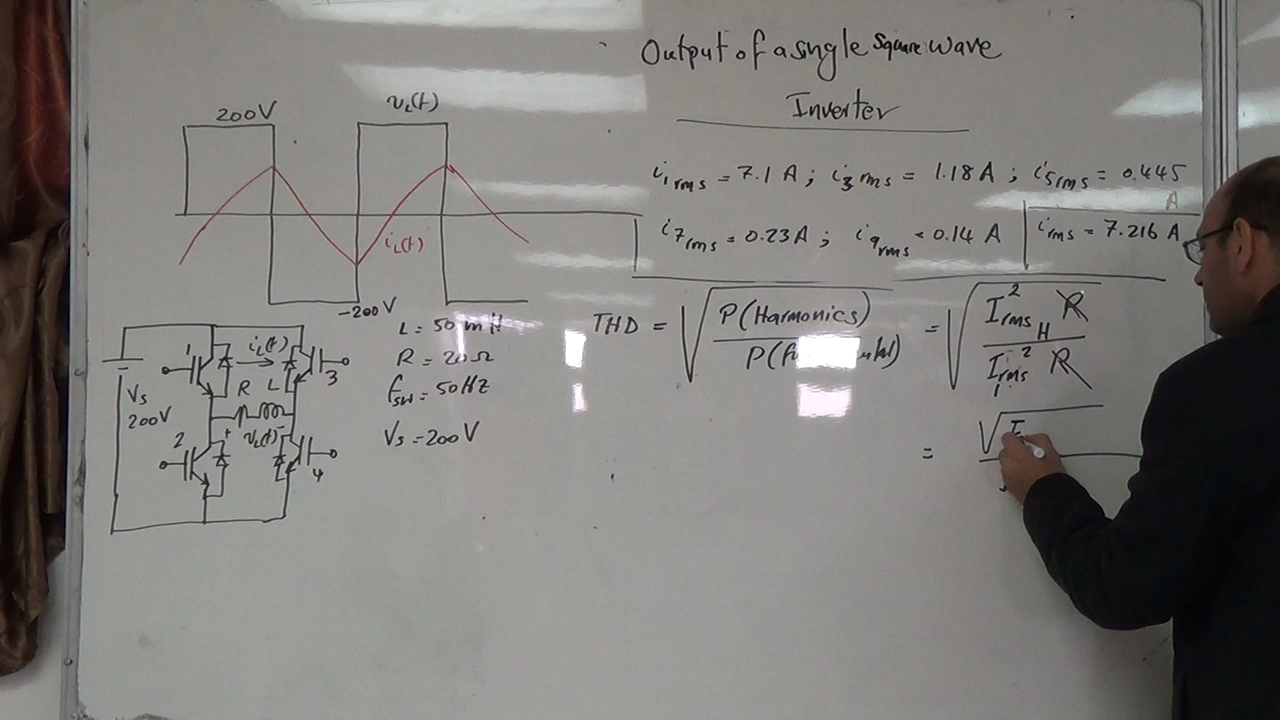 Output of a single Square wave
Inverter
i1rms = 7.1 A ; i3rms = 1.18 A ; i5rms = 0.445 A
i7rms = 0.23 A ; i9rms = 0.14 A | irms = 7.216 A
200V
vL(t)
iL(t)
-200V
L = 50 mH
R = 20 Ω
fsw = 50HZ
Vs = 200V
1
iL(t)
3
R L
Vs
200V
2
+ vL(t) -
4
THD = √ P(Harmonics) / P( = √ I²rmsH R / I²rms1 R
= √ I